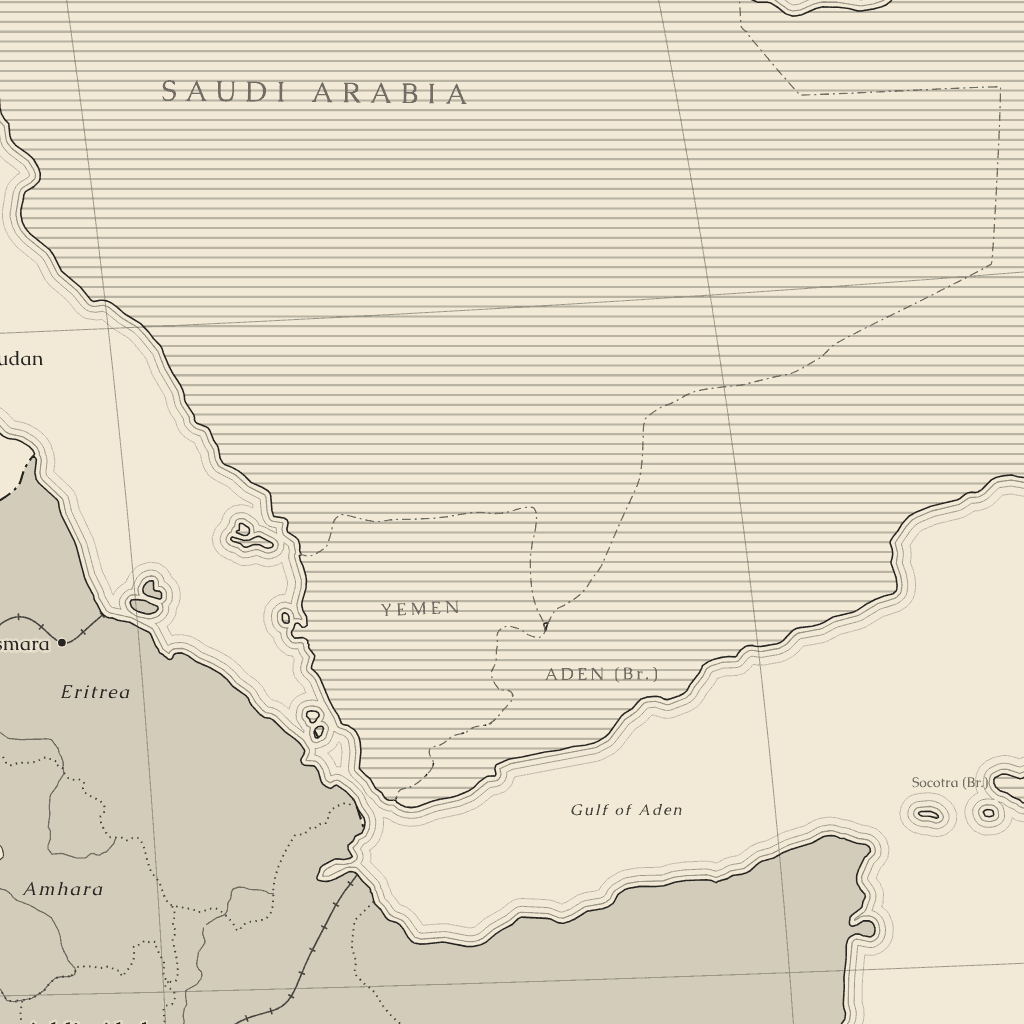 SAUDI ARABIA
udan
YEMEN
smara
ADEN (Br.)
Eritrea
Socotra (Br.)
Gulf of Aden
Amhara